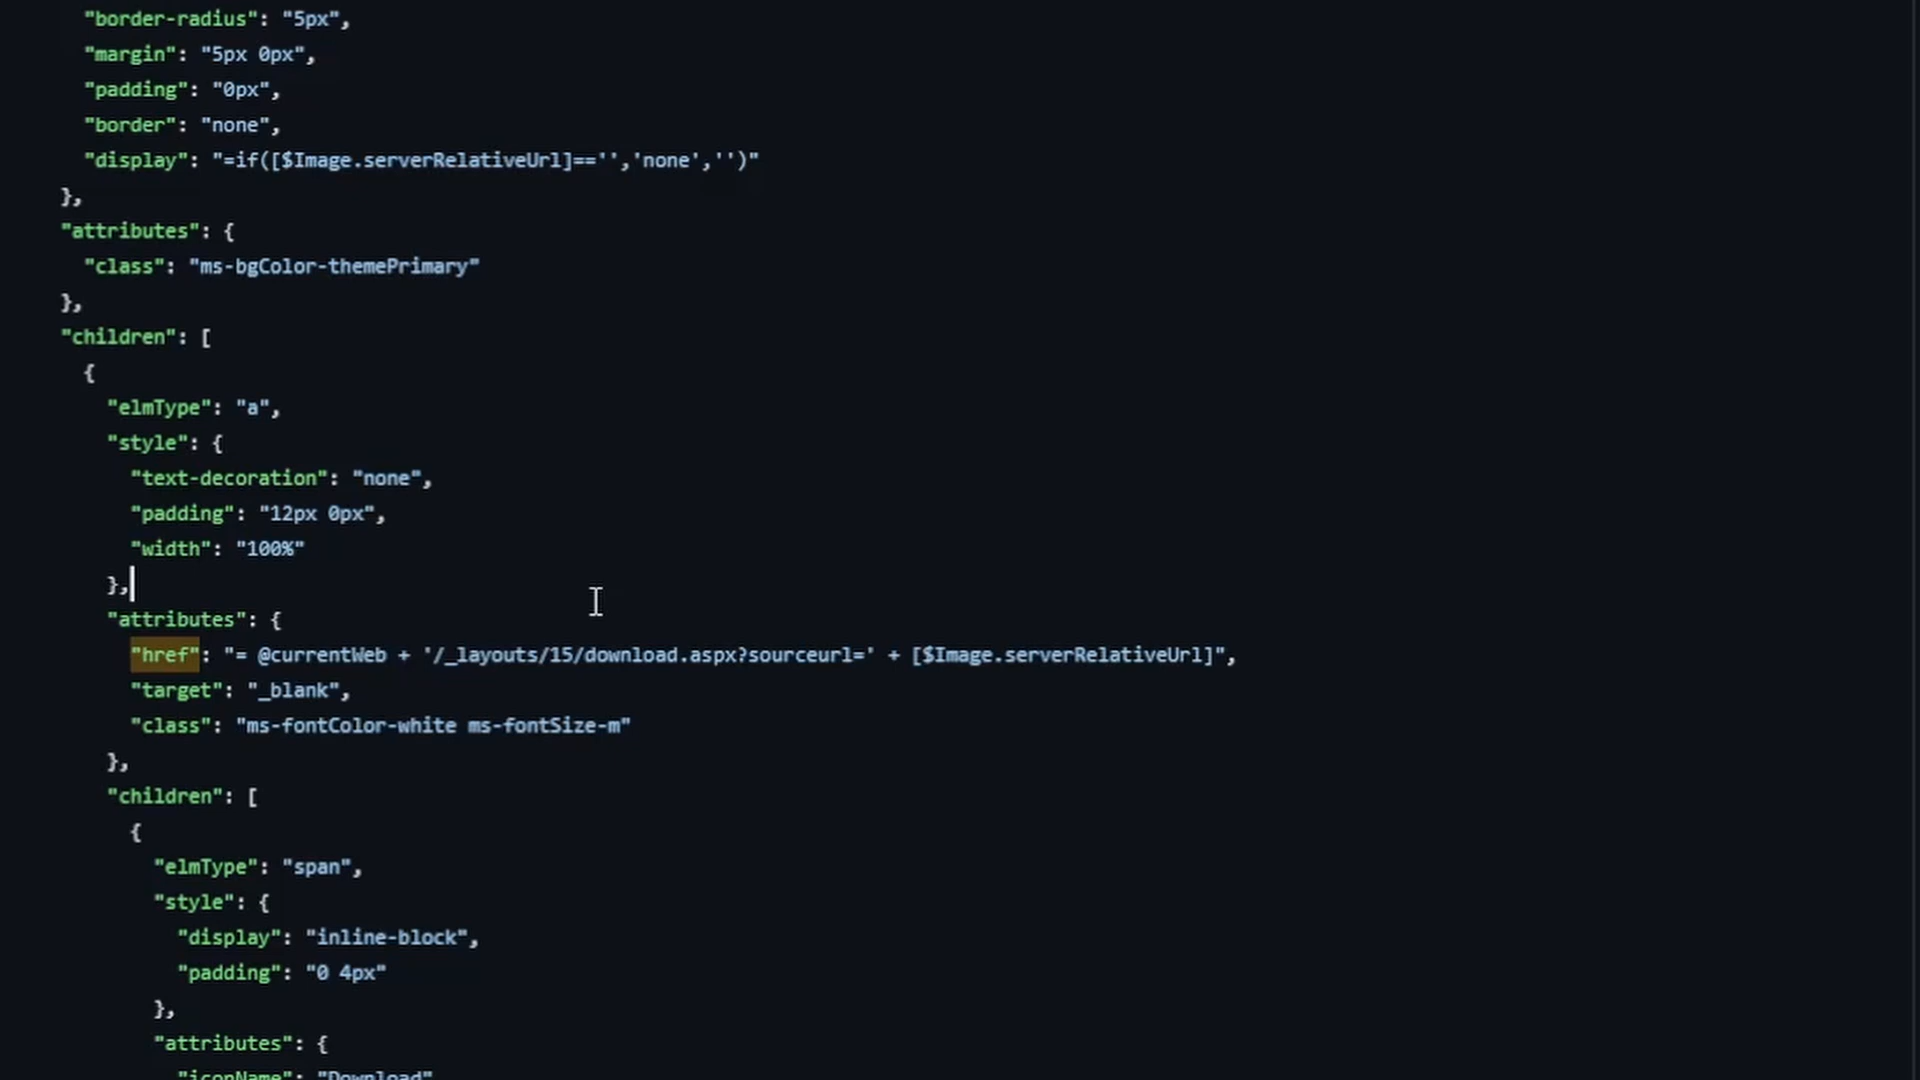 "border-radius": "5px",
"margin": "5px 0px",
"padding": "0px",
"border": "none",
"display": "=if([$Image.serverRelativeUrl]=='','none','')"
},
"attributes": {
"class": "ms-bgColor-themePrimary"
},
"children": [
{
"elmType": "a",
"style": {
"text-decoration": "none",
"padding": "12px 0px",
"width": "100%"
},
"attributes": {
"href": "= @currentWeb + '/_layouts/15/download.aspx?sourceurl=' + [$Image.serverRelativeUrl]",
"target": "_blank",
"class": "ms-fontColor-white ms-fontSize-m"
},
"children": [
{
"elmType": "span",
"style": {
"display": "inline-block",
"padding": "0 4px"
},
"attributes": {
"iconName": "Download"